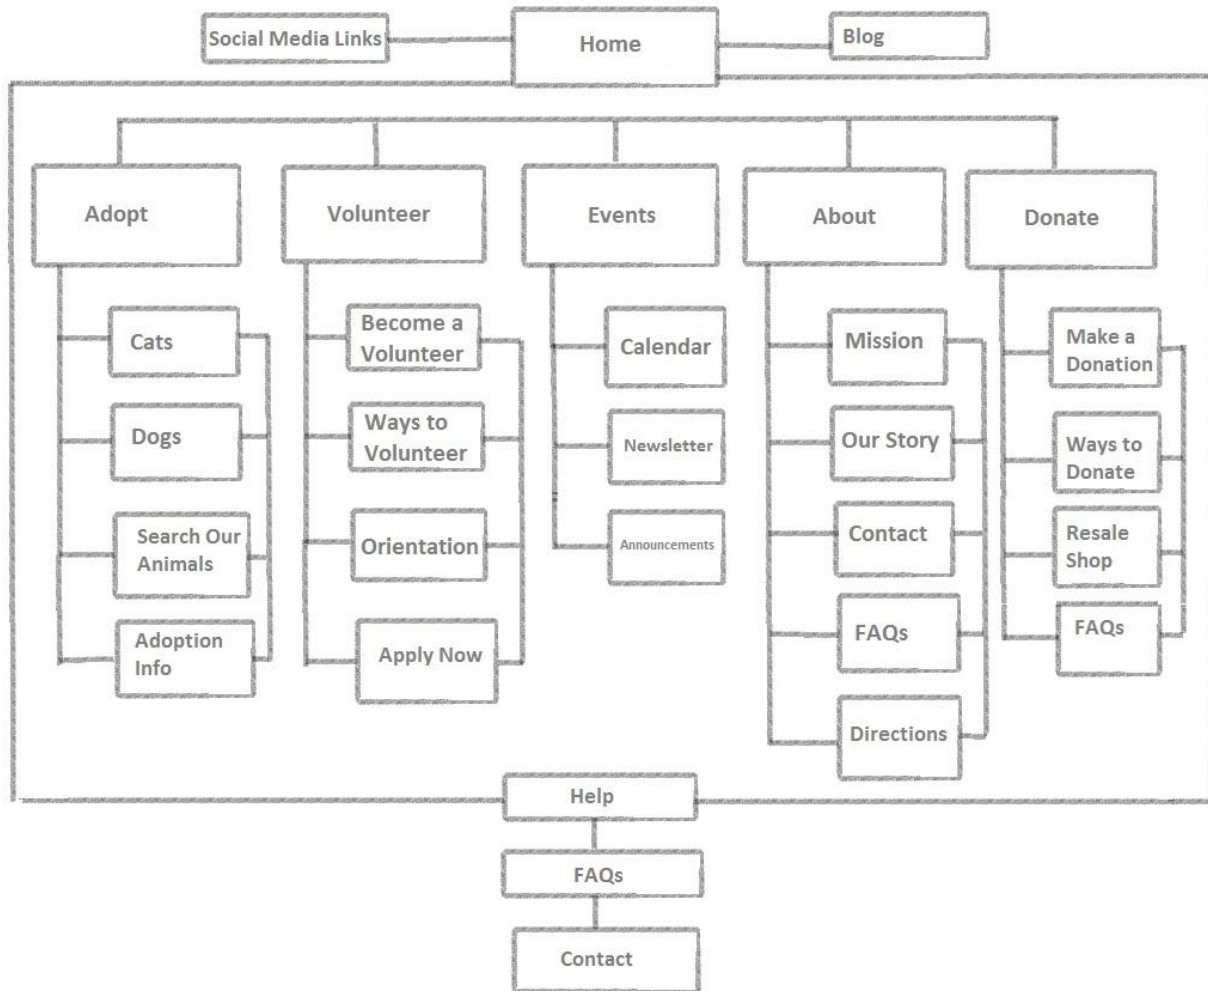 Social Media Links
Home
Blog
Adopt
Volunteer
Events
About
Donate
Cats
Dogs
Search Our
Animals
Adoption
Info
Become a
Volunteer
Ways to
Volunteer
Orientation
Apply Now
Calendar
Newsletter
Announcements
Mission
Our Story
Contact
FAQs
Directions
Make a
Donation
Ways to
Donate
Resale
Shop
FAQs
Help
FAQs
Contact